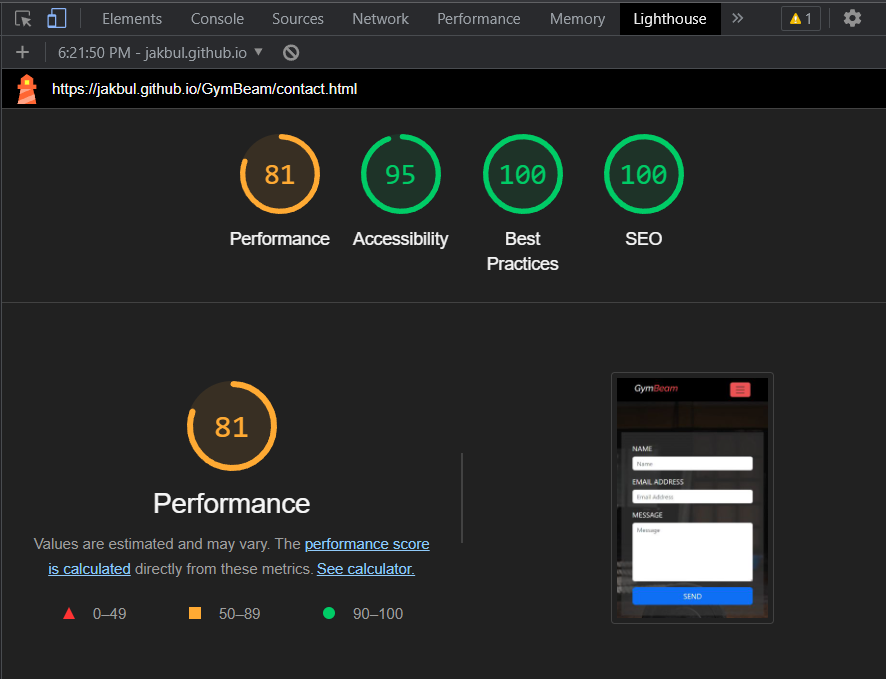 Elements Console Sources Network Performance Memory Lighthouse » 1
+ 6:21:50 PM - jakbul.github.io ▼
https://jakbul.github.io/GymBeam/contact.html
81 95 100 100
Performance Accessibility Best Practices SEO
81
Performance
Values are estimated and may vary. The performance score
is calculated directly from these metrics. See calculator.
0–49 50–89 90–100
GymBeam
NAME
Name
EMAIL ADDRESS
Email Address
MESSAGE
Message
SEND